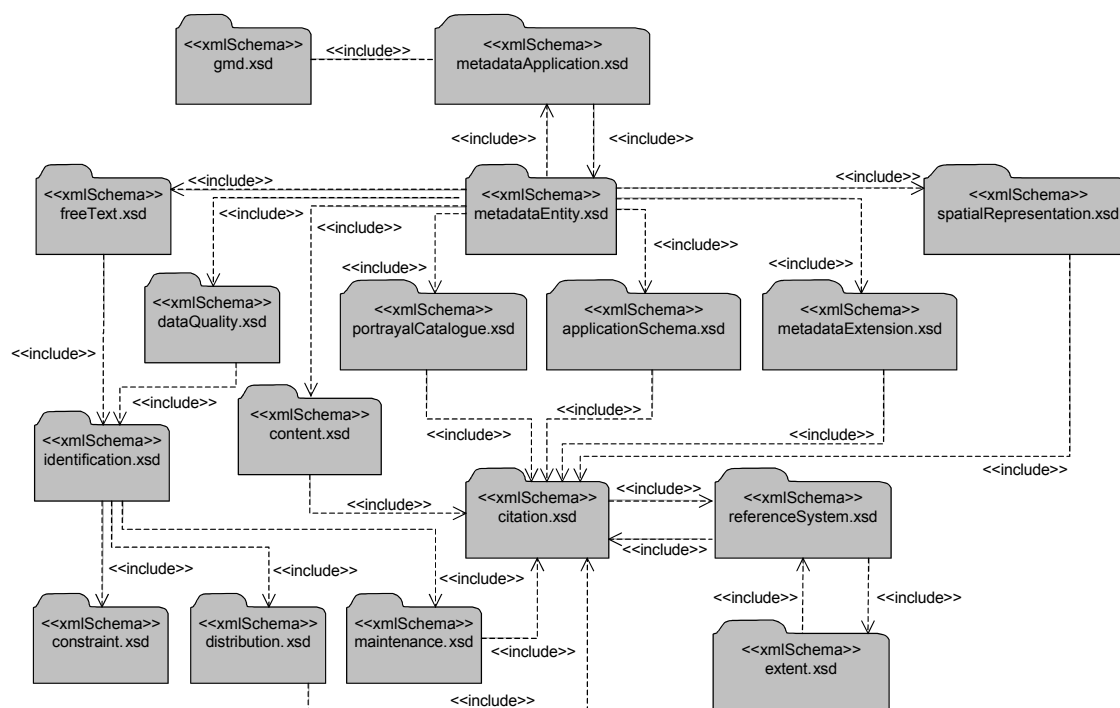 <<xmlSchema>>
gmd.xsd
<<include>>
<<xmlSchema>>
metadataApplication.xsd
<<include>>
<<include>>
<<xmlSchema>>
freeText.xsd
<<include>>
<<xmlSchema>>
metadataEntity.xsd
<<include>>
<<xmlSchema>>
spatialRepresentation.xsd
<<include>>
<<include>>
<<include>>
<<include>>
<<include>>
<<xmlSchema>>
dataQuality.xsd
<<xmlSchema>>
portrayalCatalogue.xsd
<<xmlSchema>>
applicationSchema.xsd
<<xmlSchema>>
metadataExtension.xsd
<<include>>
<<include>>
<<xmlSchema>>
content.xsd
<<include>>
<<include>>
<<include>>
<<xmlSchema>>
identification.xsd
<<include>>
<<include>>
<<xmlSchema>>
citation.xsd
<<include>>
<<xmlSchema>>
referenceSystem.xsd
<<include>>
<<include>>
<<include>>
<<include>>
<<include>>
<<include>>
<<xmlSchema>>
constraint.xsd
<<xmlSchema>>
distribution.xsd
<<xmlSchema>>
maintenance.xsd
<<include>>
<<xmlSchema>>
extent.xsd
<<include>>